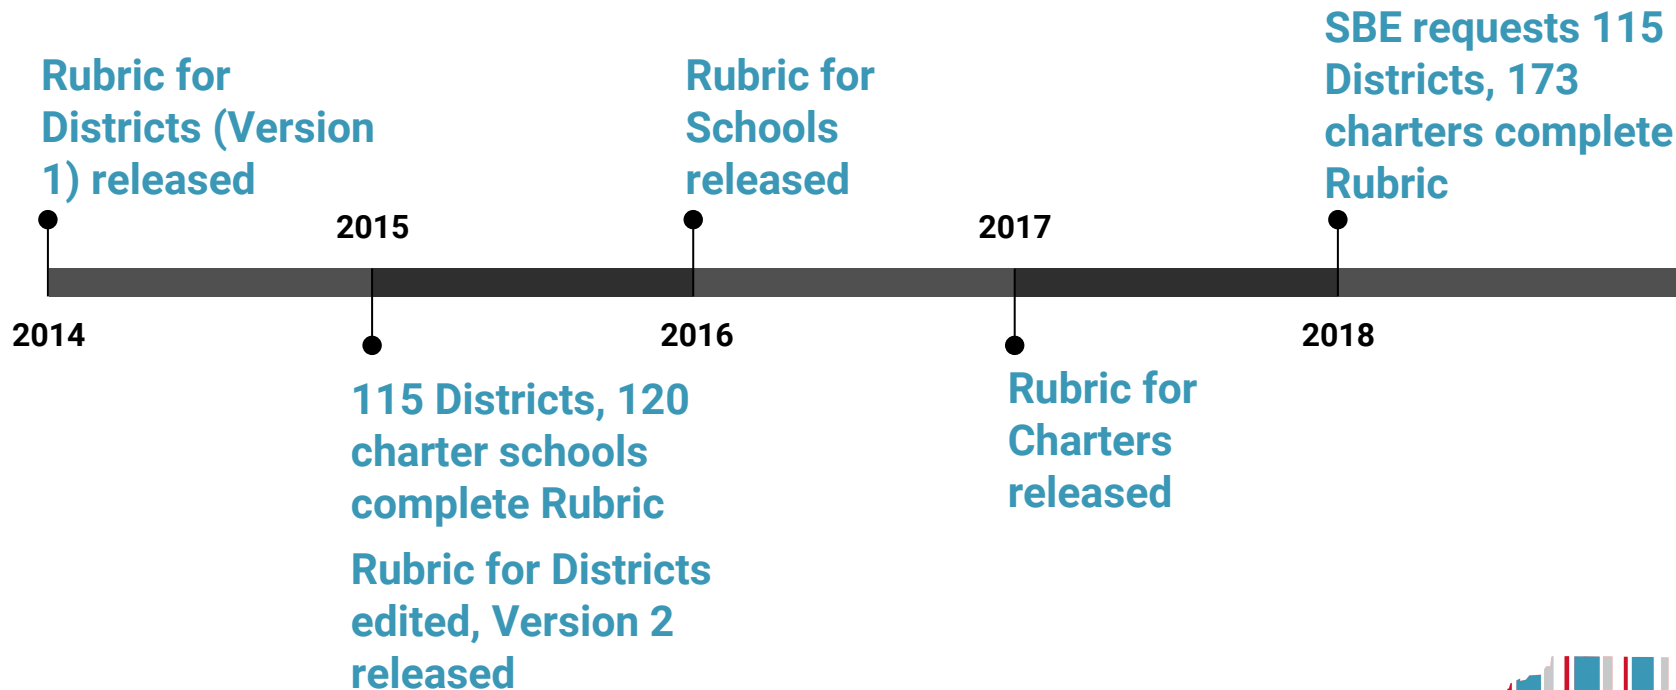 Rubric for
Districts (Version
1) released
2014
2015
115 Districts, 120
charter schools
complete Rubric
Rubric for Districts
edited, Version 2
released
Rubric for
Schools
released
2016
2017
Rubric for
Charters
released
SBE requests 115
Districts, 173
charters complete
Rubric
2018